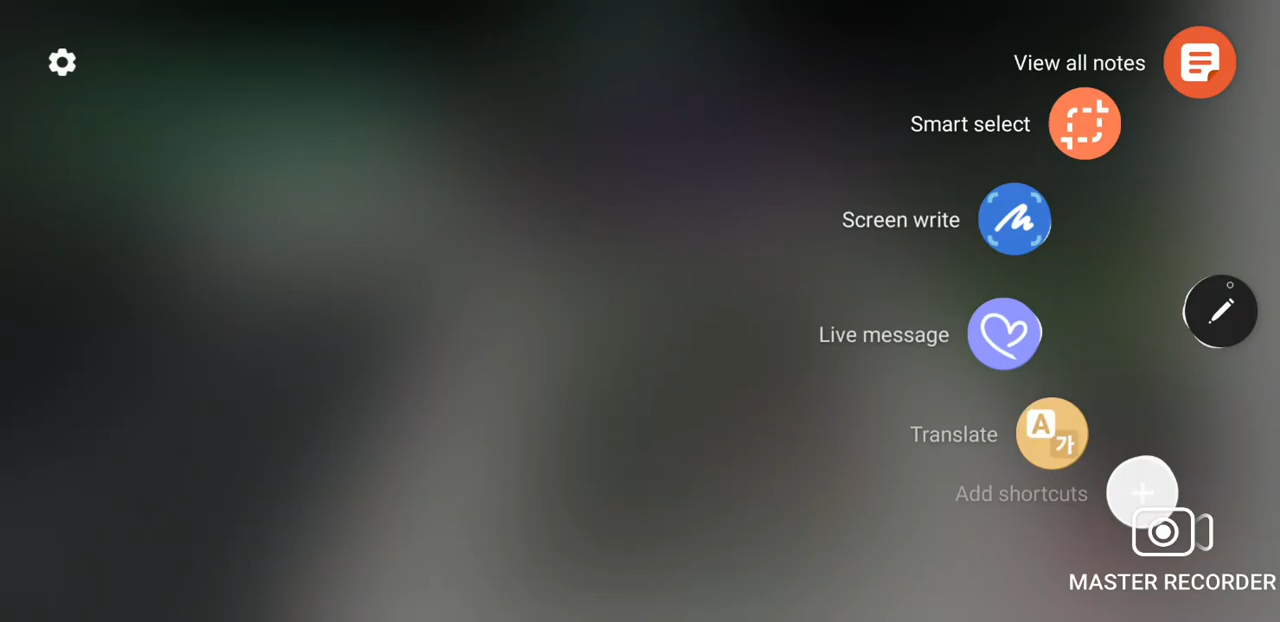 View all notes
Smart select
Screen write
Live message
Translate
A
가
Add shortcuts
MASTER RECORDER